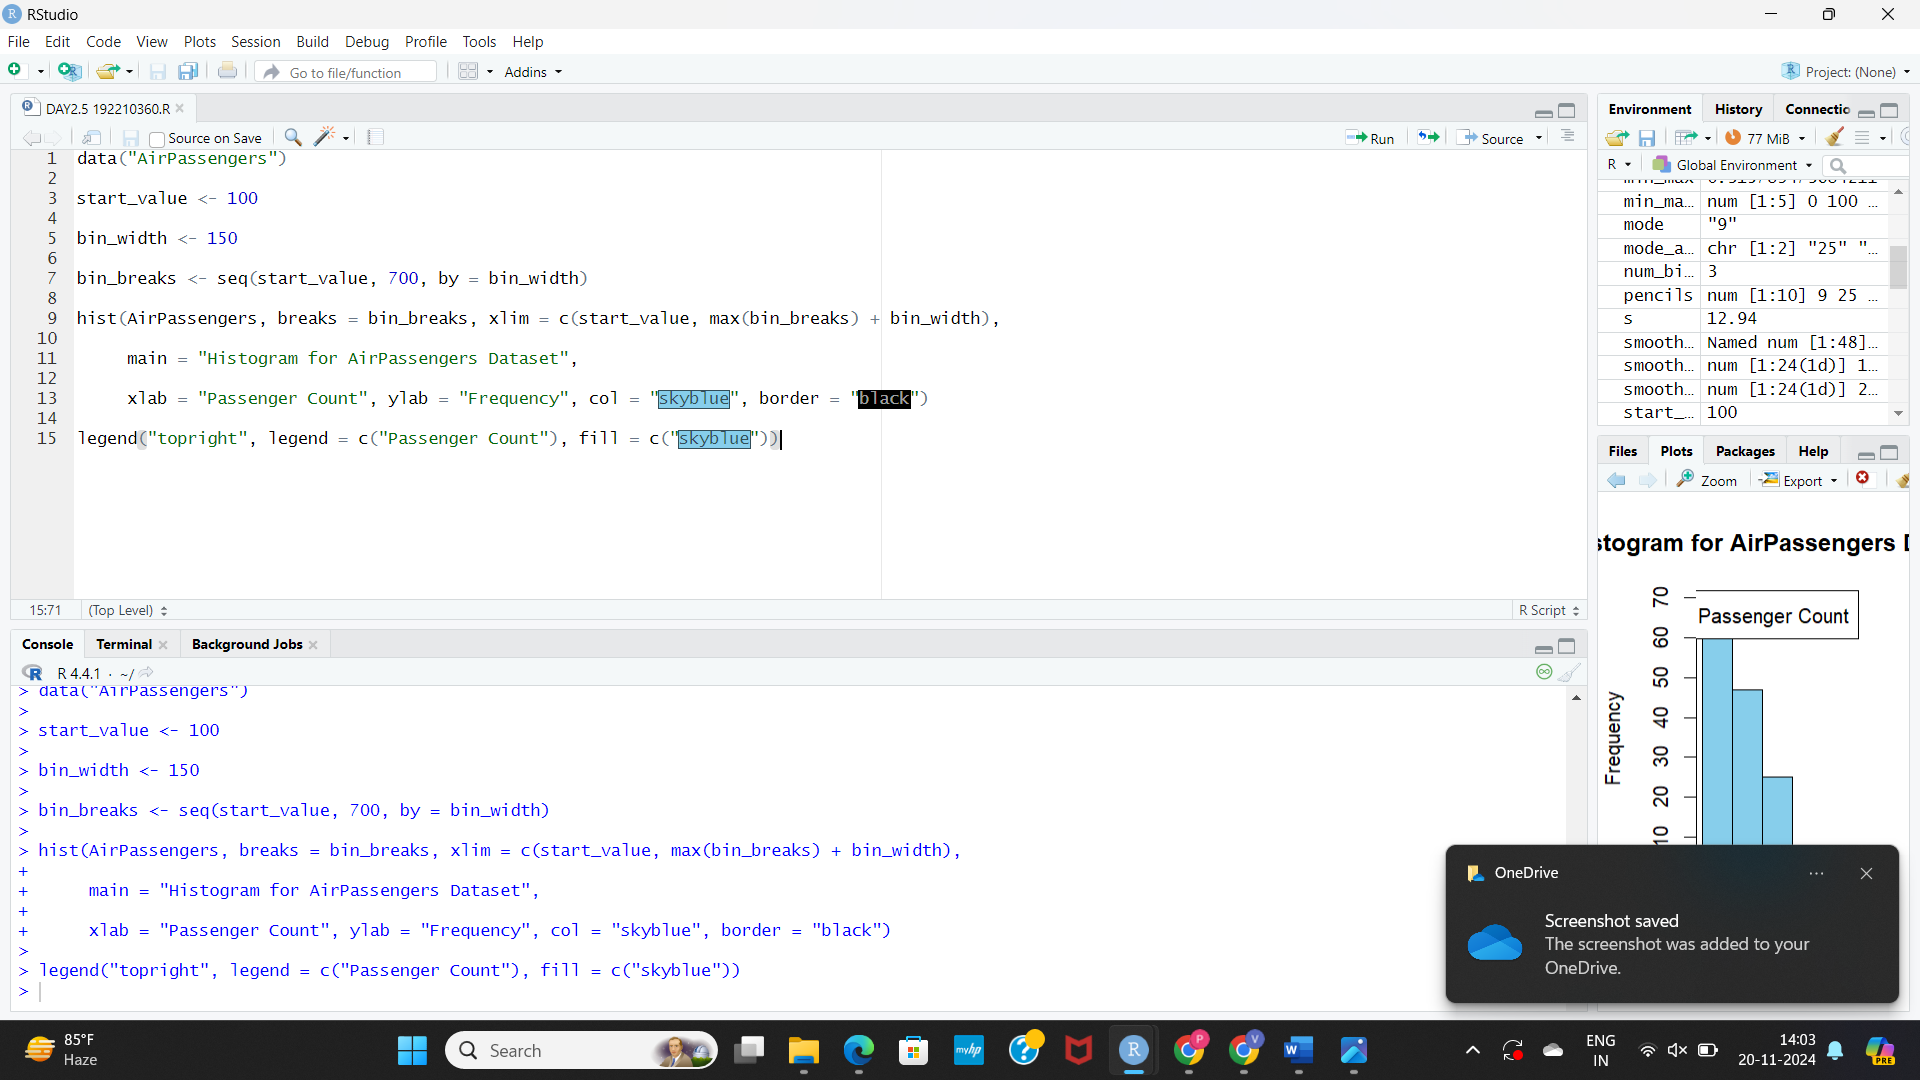 RStudio
File Edit Code View Plots Session Build Debug Profile Tools Help
Go to file/function Addins Project: (None)
DAY2.5 192210360.R
Source on Save Run Source
1 data("AirPassengers")
2
3 start_value <- 100
4
5 bin_width <- 150
6
7 bin_breaks <- seq(start_value, 700, by = bin_width)
8
9 hist(AirPassengers, breaks = bin_breaks, xlim = c(start_value, max(bin_breaks) + bin_width),
10
11 main = "Histogram for AirPassengers Dataset",
12
13 xlab = "Passenger Count", ylab = "Frequency", col = "skyblue", border = "black")
14
15 legend("topright", legend = c("Passenger Count"), fill = c("skyblue"))
15:71 (Top Level) R Script
Console Terminal Background Jobs
R 4.4.1 · ~/
> data("AirPassengers")
>
> start_value <- 100
>
> bin_width <- 150
>
> bin_breaks <- seq(start_value, 700, by = bin_width)
>
> hist(AirPassengers, breaks = bin_breaks, xlim = c(start_value, max(bin_breaks) + bin_width),
+
+ main = "Histogram for AirPassengers Dataset",
+
+ xlab = "Passenger Count", ylab = "Frequency", col = "skyblue", border = "black")
>
> legend("topright", legend = c("Passenger Count"), fill = c("skyblue"))
>
Environment History Connectio
77 MiB
R Global Environment
min_ma… num [1:5] 0 100 …
mode "9"
mode_a… chr [1:2] "25" "…
num_bi… 3
pencils num [1:10] 9 25 …
s 12.94
smooth… Named num [1:48]…
smooth… num [1:24(1d)] 1…
smooth… num [1:24(1d)] 2…
start_… 100
Files Plots Packages Help
Zoom Export
stogram for AirPassengers D
Passenger Count
Frequency
70
60
50
40
30
20
10
OneDrive
Screenshot saved
The screenshot was added to your
OneDrive.
85°F
Haze
Search
myhp
R
P
V
W
PRE
ENG
IN
14:03
20-11-2024